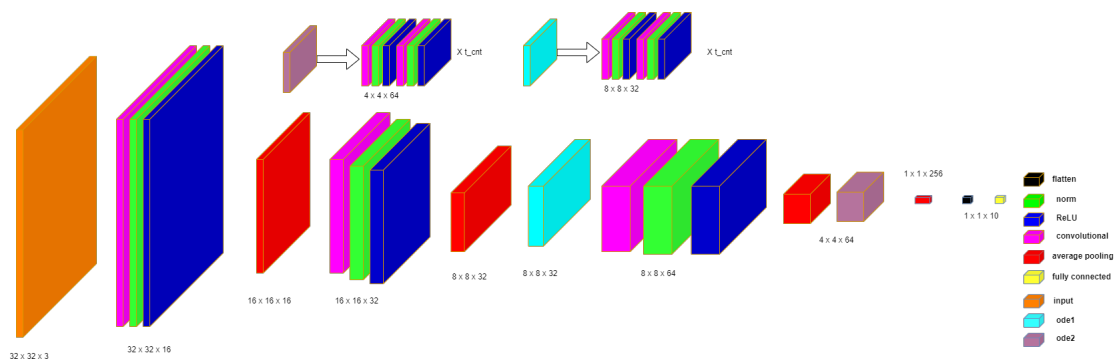 X t_cnt
X t_cnt
4 x 4 x 64
8 x 8 x 32
1 x 1 x 256
1 x 1 x 10
4 x 4 x 64
8 x 8 x 32
8 x 8 x 32
8 x 8 x 64
16 x 16 x 16
16 x 16 x 32
32 x 32 x 16
32 x 32 x 3
flatten
norm
ReLU
convolutional
average pooling
fully connected
input
ode1
ode2